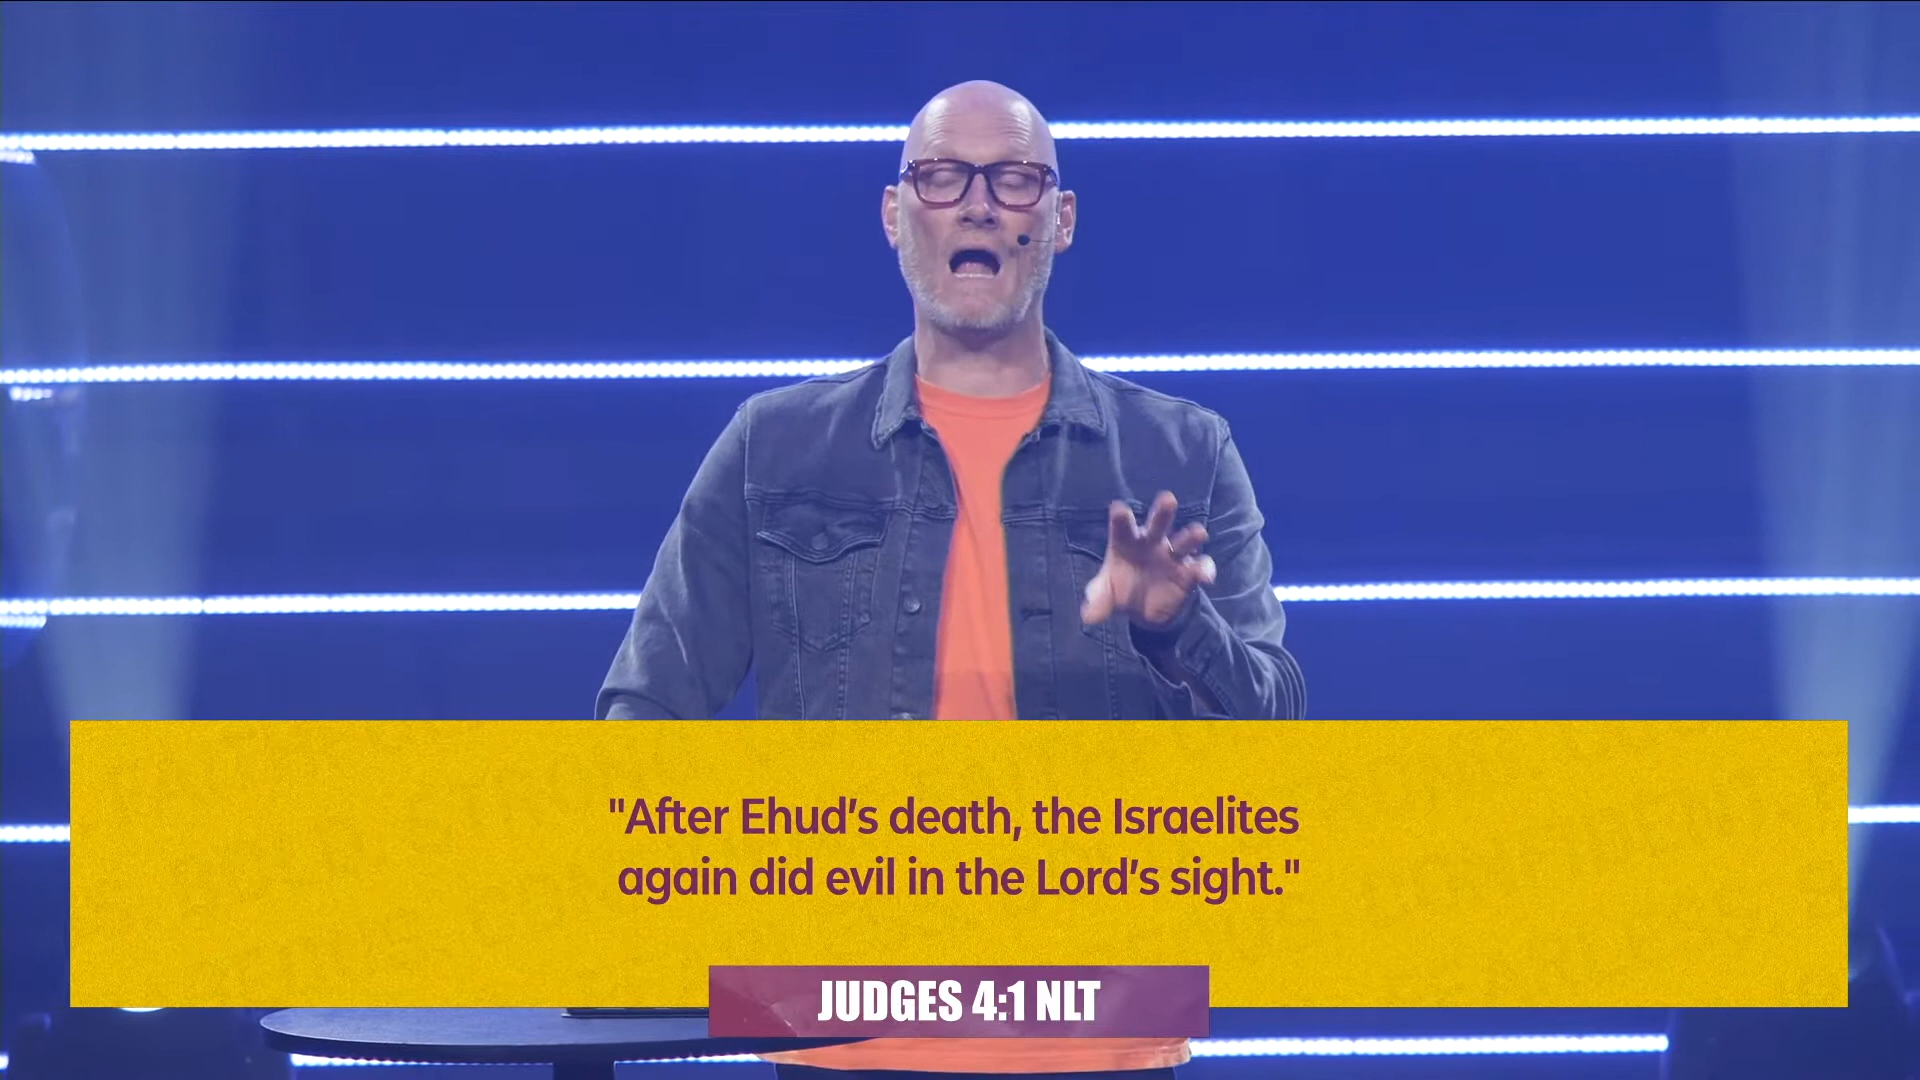 "After Ehud's death, the Israelites
again did evil in the Lord's sight."
JUDGES 4:1 NLT